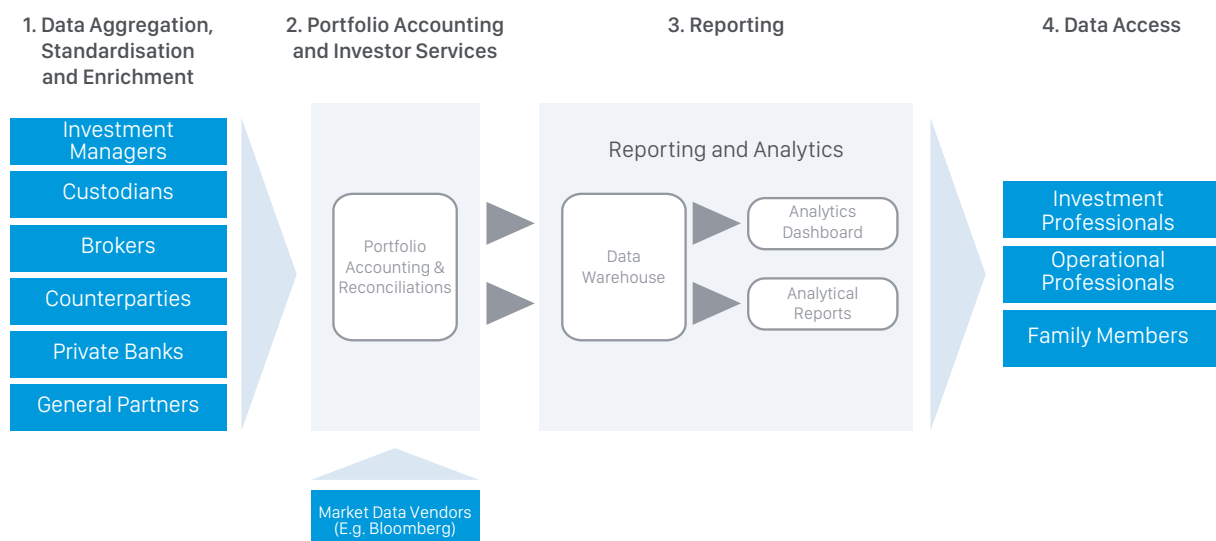 1. Data Aggregation,
Standardisation
and Enrichment
2. Portfolio Accounting
and Investor Services
3. Reporting
4. Data Access
Investment
Managers
Custodians
Brokers
Counterparties
Private Banks
General Partners
Portfolio
Accounting &
Reconciliations
Market Data Vendors
(E.g. Bloomberg)
Reporting and Analytics
Data
Warehouse
Analytics
Dashboard
Analytical
Reports
Investment
Professionals
Operational
Professionals
Family Members